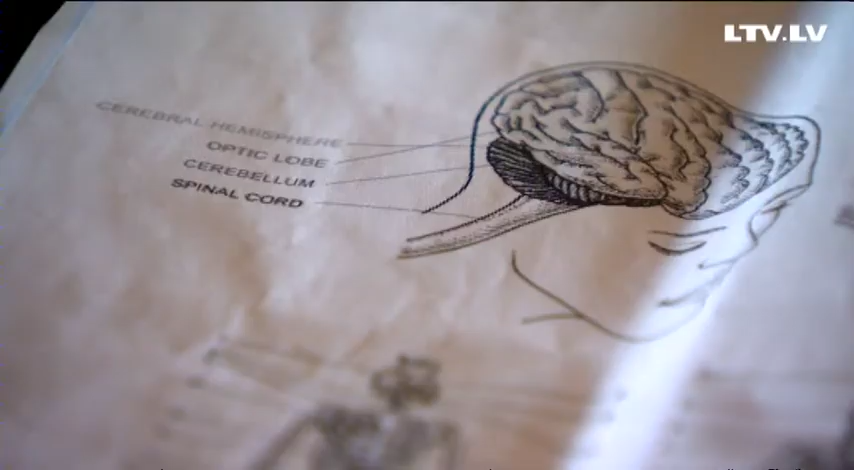 LTV.LV
CEREBRAL HEMISPHERE
OPTIC LOBE
CEREBELLUM
SPINAL CORD